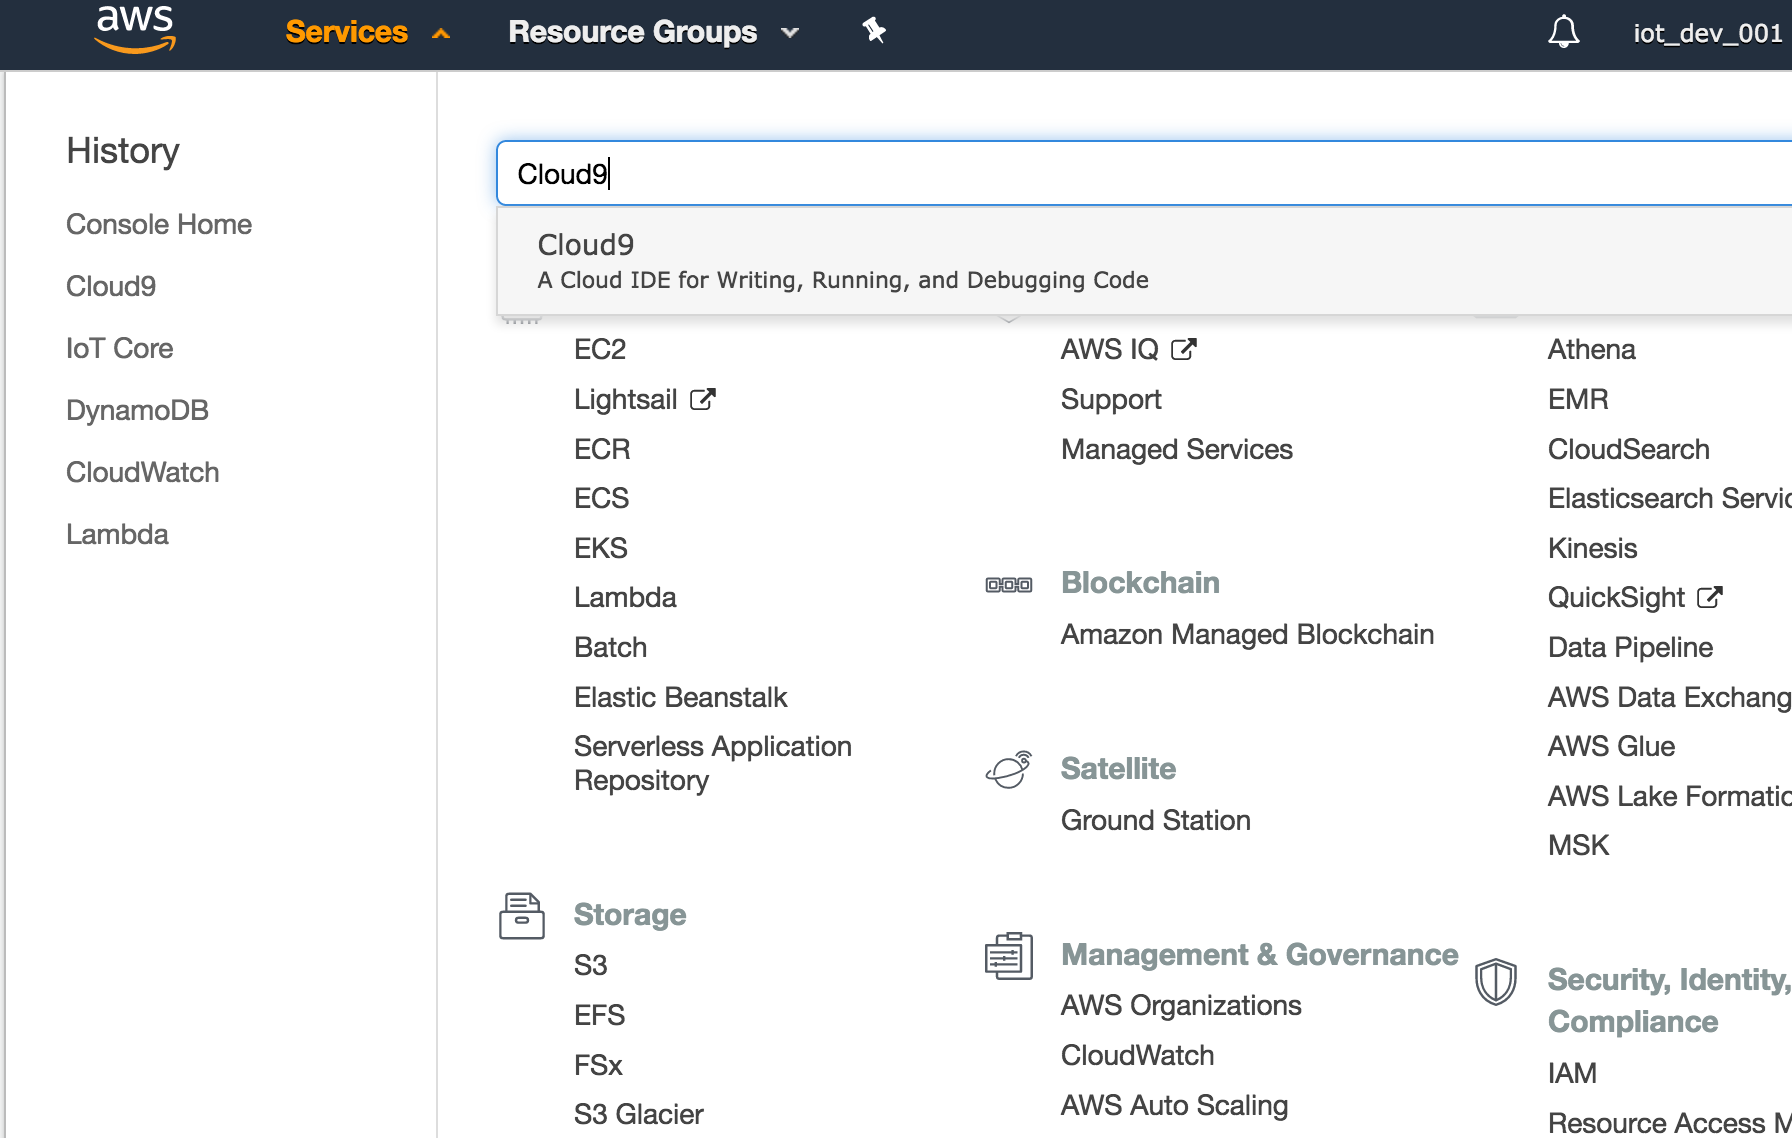 aws
Services
Resource Groups
iot_dev_001
History
Console Home
Cloud9
IoT Core
DynamoDB
CloudWatch
Lambda
Cloud9
Cloud9
A Cloud IDE for Writing, Running, and Debugging Code
EC2
Lightsail
ECR
ECS
EKS
Lambda
Batch
Elastic Beanstalk
Serverless Application
Repository
Storage
S3
EFS
FSx
S3 Glacier
AWS IQ
Support
Managed Services
Blockchain
Amazon Managed Blockchain
Satellite
Ground Station
Management & Governance
AWS Organizations
CloudWatch
AWS Auto Scaling
Athena
EMR
CloudSearch
Elasticsearch Servic
Kinesis
QuickSight
Data Pipeline
AWS Data Exchang
AWS Glue
AWS Lake Formatio
MSK
Security, Identity,
Compliance
IAM
Resource Access M